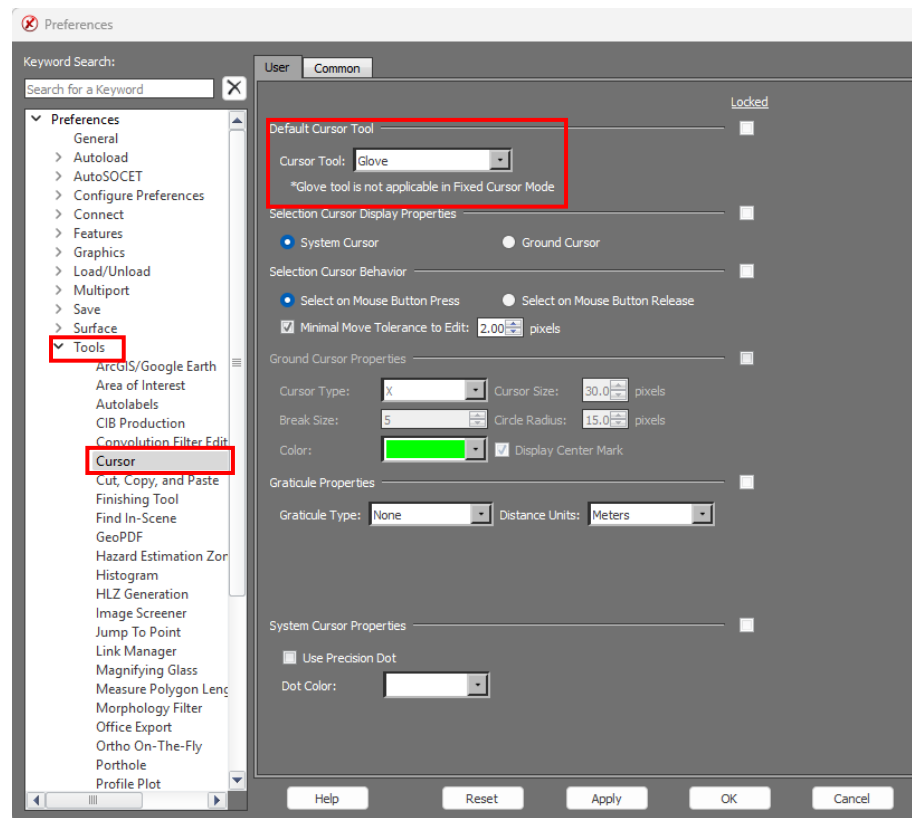 Preferences
Keyword Search:
Search for a Keyword
Preferences
General
Autoload
AutoSOCET
Configure Preferences
Connect
Features
Graphics
Load/Unload
Multiport
Save
Surface
Tools
ArcGIS/Google Earth
Area of Interest
Autolabels
CIB Production
Convolution Filter Edit
Cursor
Cut, Copy, and Paste
Finishing Tool
Find In-Scene
GeoPDF
Hazard Estimation Zor
Histogram
HLZ Generation
Image Screener
Jump To Point
Link Manager
Magnifying Glass
Measure Polygon Leng
Morphology Filter
Office Export
Ortho On-The-Fly
Porthole
Profile Plot
User Common
Locked
Default Cursor Tool
Cursor Tool: Glove
*Glove tool is not applicable in Fixed Cursor Mode
Selection Cursor Display Properties
System Cursor Ground Cursor
Selection Cursor Behavior
Select on Mouse Button Press Select on Mouse Button Release
Minimal Move Tolerance to Edit: 2.00 pixels
Ground Cursor Properties
Cursor Type: X Cursor Size: 30.0 pixels
Break Size: 5 Circle Radius: 15.0 pixels
Color: Display Center Mark
Graticule Properties
Graticule Type: None Distance Units: Meters
System Cursor Properties
Use Precision Dot
Dot Color:
Help Reset Apply OK Cancel